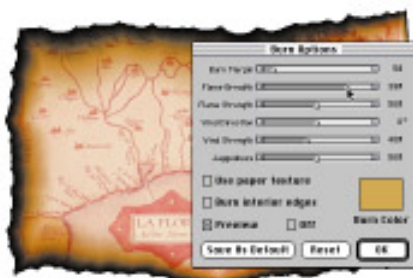 Burn Options
Burn Margin
Flame Breadth
Flame Strength
Wind Direction 0°
Wind Strength
Jaggedness
Use paper texture
Burn interior edges
Preview Off
Burn Color
Save As Default Reset OK
LA FLOR